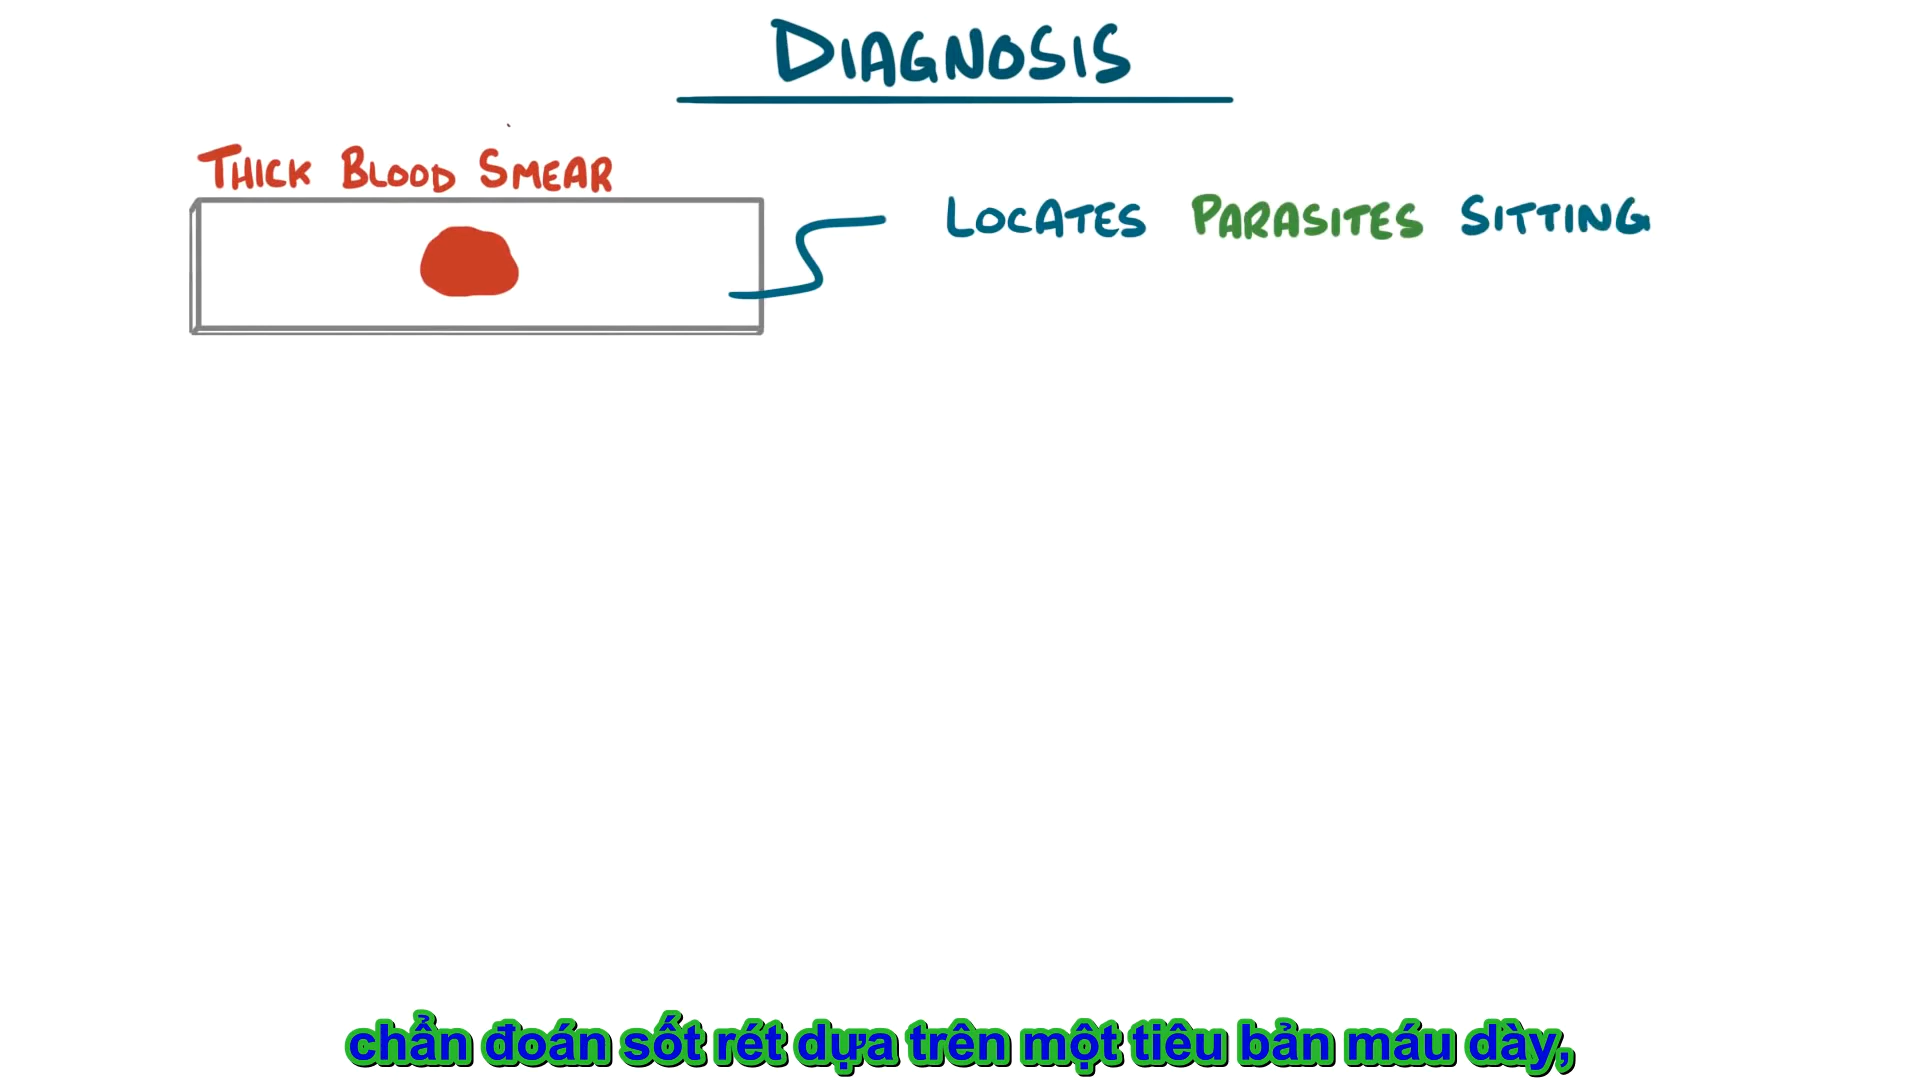 DIAGNOSIS
THICK BLOOD SMEAR
LOCATES PARASITES SITTING
chẩn đoán sốt rét dựa trên một tiêu bản máu dày,